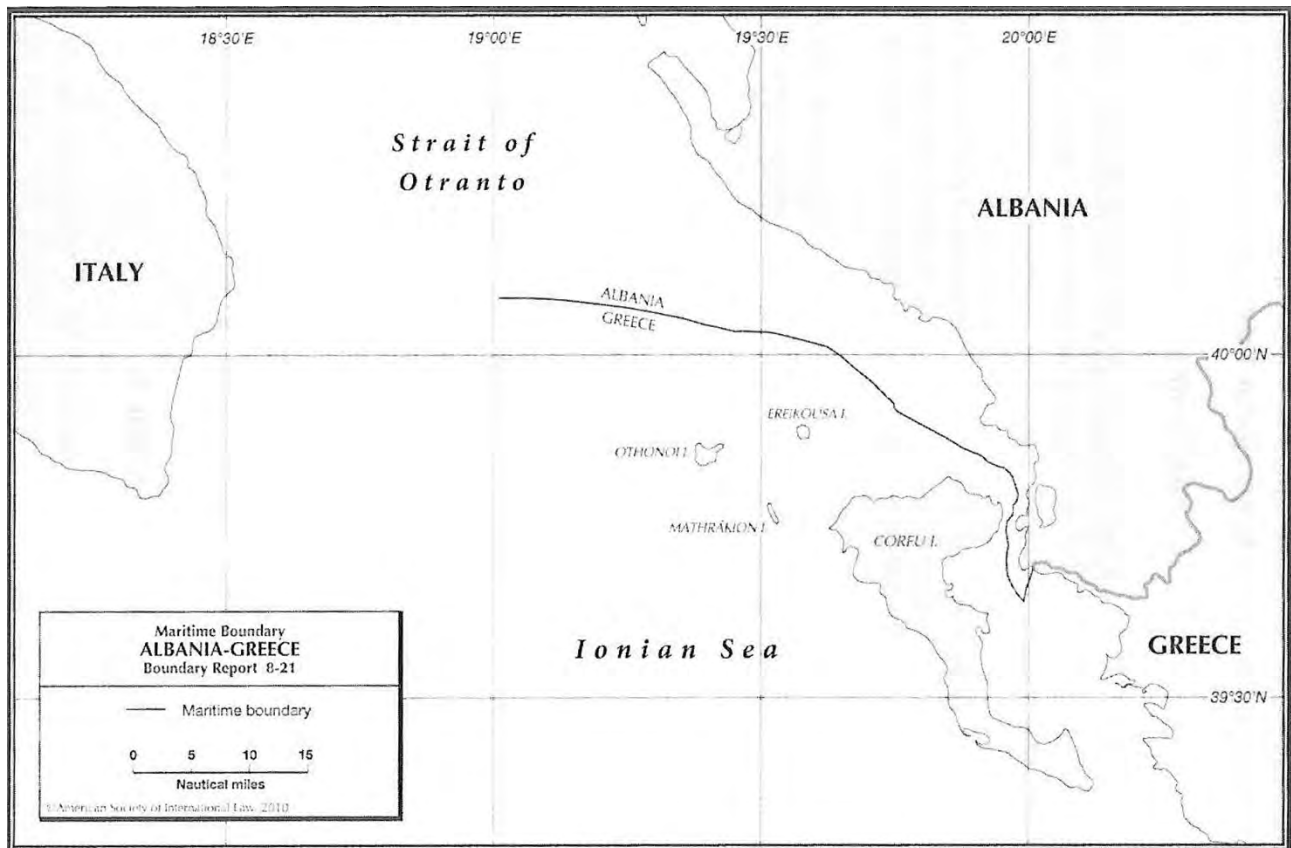 18°30'E
19°00'E
19°30'E
20°00'E
Strait of
Otranto
ALBANIA
ITALY
ALBANIA
GREECE
40°00'N
EREIKOUSA I.
OTHONOI I.
MATHRÁKION I.
CORFU I.
Ionian Sea
GREECE
39°30'N
Maritime Boundary
ALBANIA-GREECE
Boundary Report 8-21
Maritime boundary
0 5 10 15
Nautical miles
©American Society of International Law, 2010